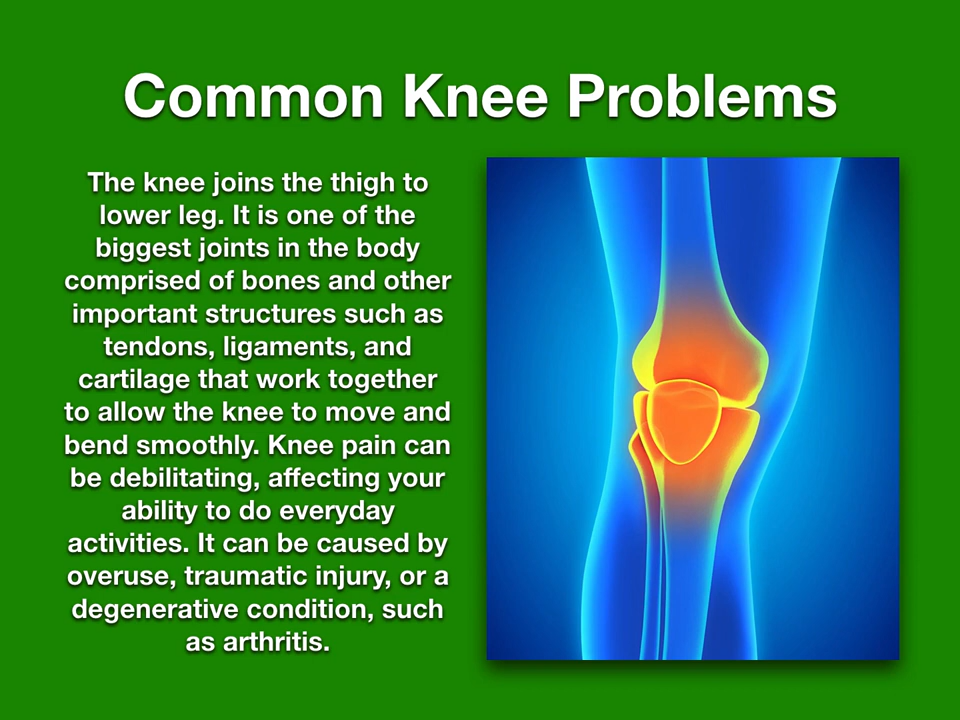 Common Knee Problems
The knee joins the thigh to
lower leg. It is one of the
biggest joints in the body
comprised of bones and other
important structures such as
tendons, ligaments, and
cartilage that work together
to allow the knee to move and
bend smoothly. Knee pain can
be debilitating, affecting your
ability to do everyday
activities. It can be caused by
overuse, traumatic injury, or a
degenerative condition, such
as arthritis.